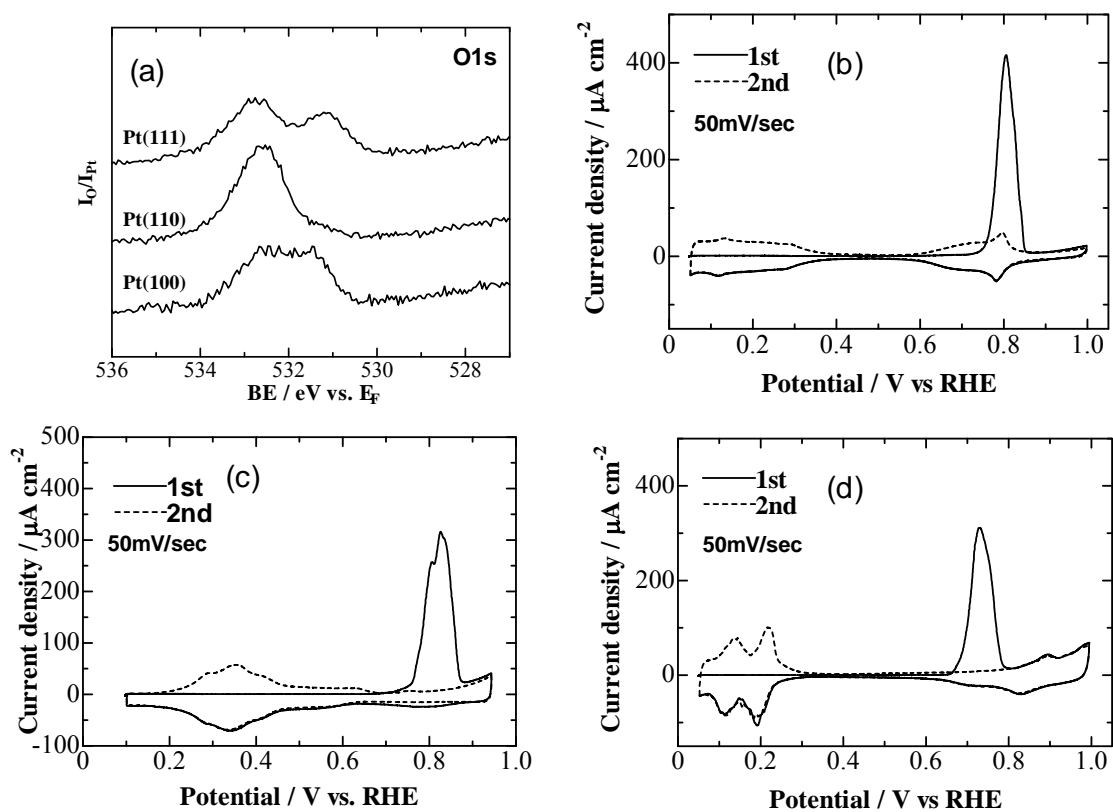 (a)
O1s
Pt(111)
Pt(110)
Pt(100)
I_O/I_Pt
536 534 532 530 528
BE / eV vs. E_F
(b)
1st
2nd
50mV/sec
400
200
0
Current density / μA cm⁻²
0 0.2 0.4 0.6 0.8 1.0
Potential / V vs RHE
(c)
1st
2nd
50mV/sec
500
400
300
200
100
0
-100
Current density / μA cm⁻²
0 0.2 0.4 0.6 0.8 1.0
Potential / V vs. RHE
(d)
1st
2nd
50mV/sec
400
200
0
Current density / μA cm⁻²
0 0.2 0.4 0.6 0.8 1.0
Potential / V vs RHE